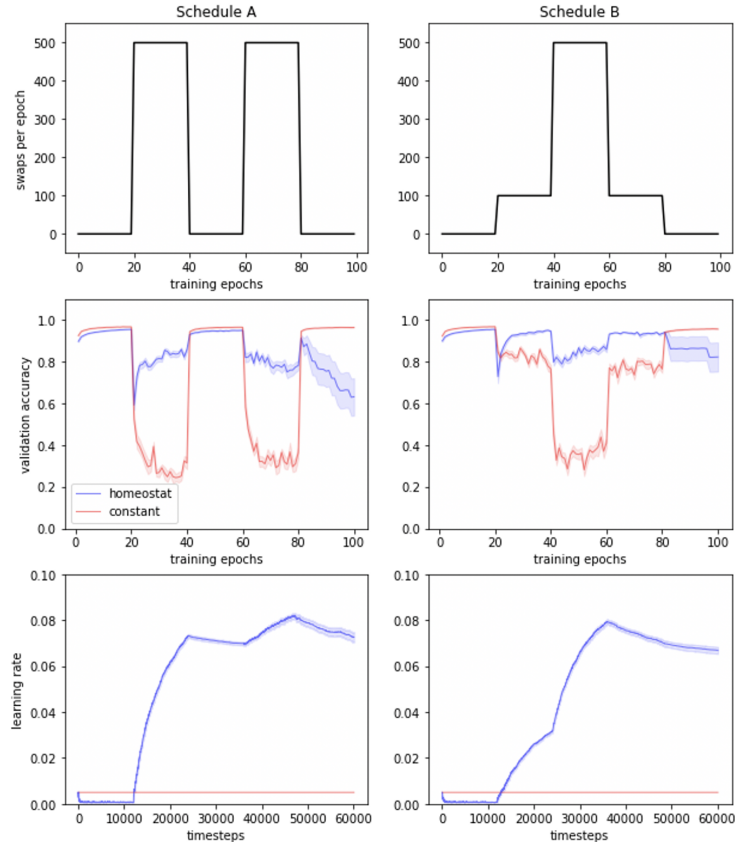 Schedule A
Schedule B
swaps per epoch
500
400
300
200
100
0
0 20 40 60 80 100
training epochs
500
400
300
200
100
0
0 20 40 60 80 100
training epochs
validation accuracy
1.0
0.8
0.6
0.4
0.2
0.0
homeostat
constant
0 20 40 60 80 100
training epochs
1.0
0.8
0.6
0.4
0.2
0.0
0 20 40 60 80 100
training epochs
learning rate
0.10
0.08
0.06
0.04
0.02
0.00
0 10000 20000 30000 40000 50000 60000
timesteps
0.10
0.08
0.06
0.04
0.02
0.00
0 10000 20000 30000 40000 50000 60000
timesteps